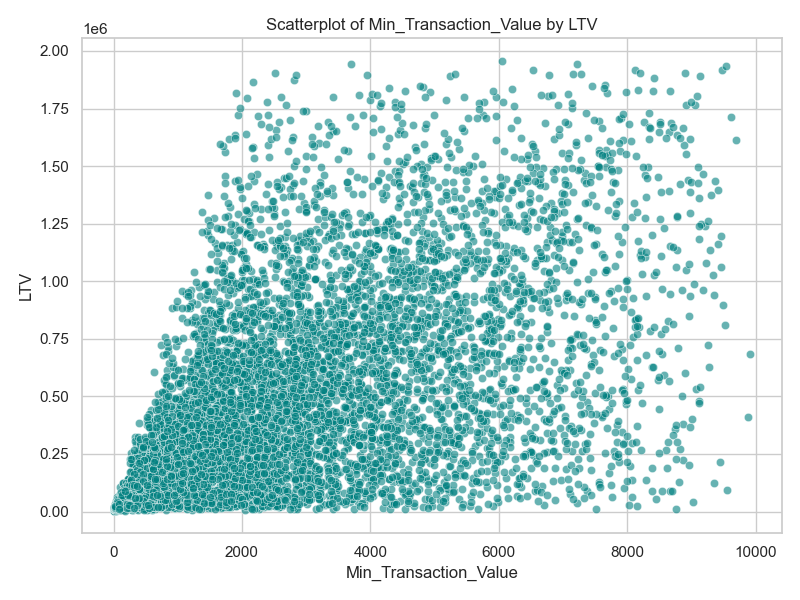 Scatterplot of Min_Transaction_Value by LTV
1e6
2.00
1.75
1.50
1.25
1.00
0.75
0.50
0.25
0.00
LTV
0 2000 4000 6000 8000 10000
Min_Transaction_Value